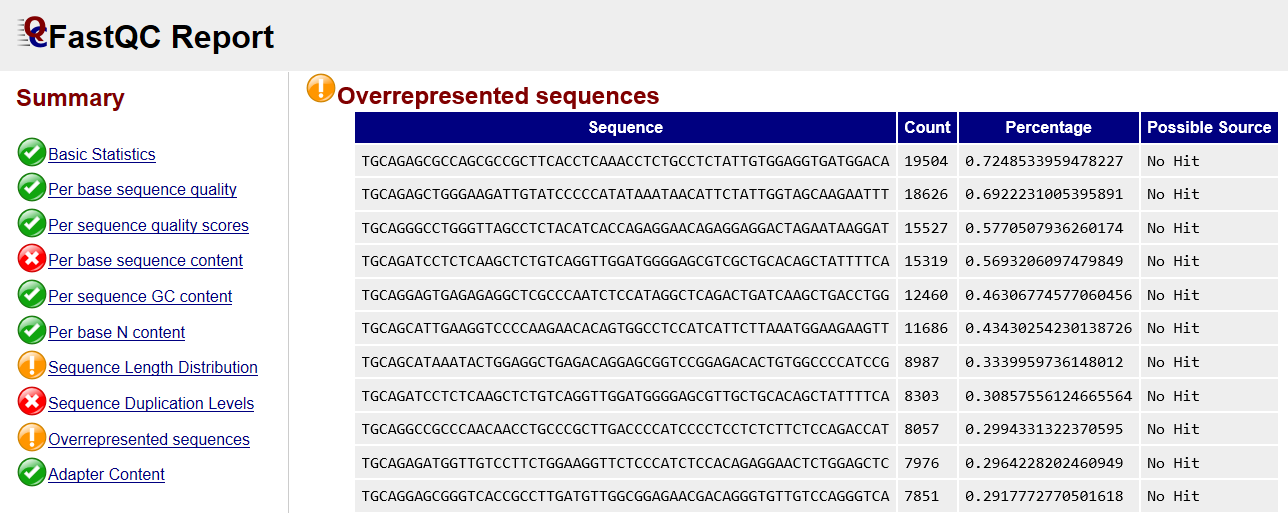 FastQC Report
Summary
Basic Statistics
Per base sequence quality
Per sequence quality scores
Per base sequence content
Per sequence GC content
Per base N content
Sequence Length Distribution
Sequence Duplication Levels
Overrepresented sequences
Adapter Content
Overrepresented sequences
Sequence Count Percentage Possible Source
TGCAGAGCGCCAGCGCCGCTTCACCTCAAACCTCTGCCTCTATTGTGGAGGTGATGGACA 19504 0.7248533959478227 No Hit
TGCAGAGCTGGGAAGATTGTATCCCCCATATAAATAACATTCTATTGGTAGCAAGAATTT 18626 0.6922231005395891 No Hit
TGCAGGGCCTGGGTTAGCCTCTACATCACCAGAGGAACAGAGGAGGACTAGAATAAGGAT 15527 0.5770507936260174 No Hit
TGCAGATCCTCTCAAGCTCTGTCAGGTTGGATGGGGAGCGTCGCTGCACAGCTATTTTCA 15319 0.5693206097479849 No Hit
TGCAGGAGTGAGAGAGGCTCGCCCAATCTCCATAGGCTCAGACTGATCAAGCTGACCTGG 12460 0.46306774577060456 No Hit
TGCAGCATTGAAGGTCCCCAAGAACACAGTGGCCTCCATCATTCTTAAATGGAAGAAGTT 11686 0.43430254230138726 No Hit
TGCAGCATAAATACTGGAGGCTGAGACAGGAGCGGTCCGGAGACACTGTGGCCCCATCCG 8987 0.3339959736148012 No Hit
TGCAGATCCTCTCAAGCTCTGTCAGGTTGGATGGGGAGCGTTGCTGCACAGCTATTTTCA 8303 0.30857556124665564 No Hit
TGCAGGCCGCCCAACAACCTGCCCGCTTGACCCCATCCCCTCCTCTCTTCTCCAGACCAT 8057 0.2994331322370595 No Hit
TGCAGAGATGGTTGTCCTTCTGGAAGGTTCTCCCATCTCCACAGAGGAACTCTGGAGCTC 7976 0.2964228202460949 No Hit
TGCAGGAGCGGGTCACCGCCTTGATGTTGGCGGAGAACGACAGGGTGTTGTCCAGGGTCA 7851 0.2917772770501618 No Hit